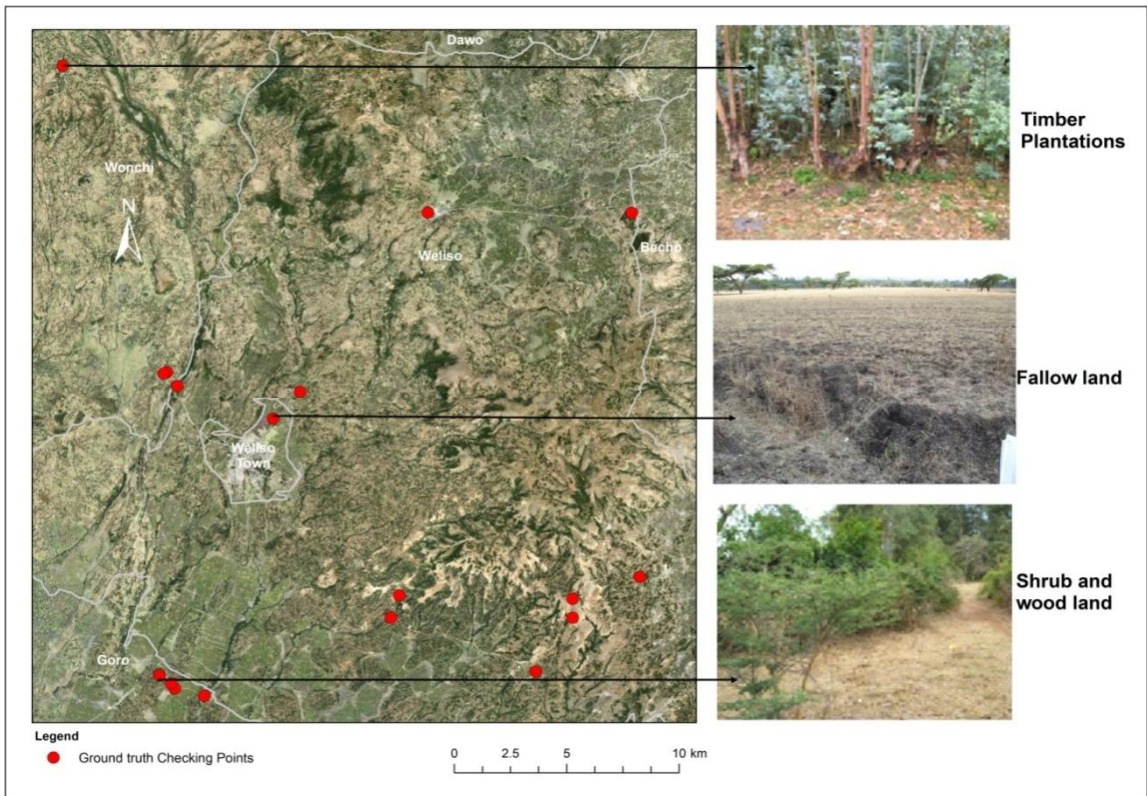 Dawo
Wonchi
N
Weliso
Becho
Weliso
Town
Goro
Timber
Plantations
Fallow land
Shrub and
wood land
Legend
Ground truth Checking Points
0 2.5 5 10 km